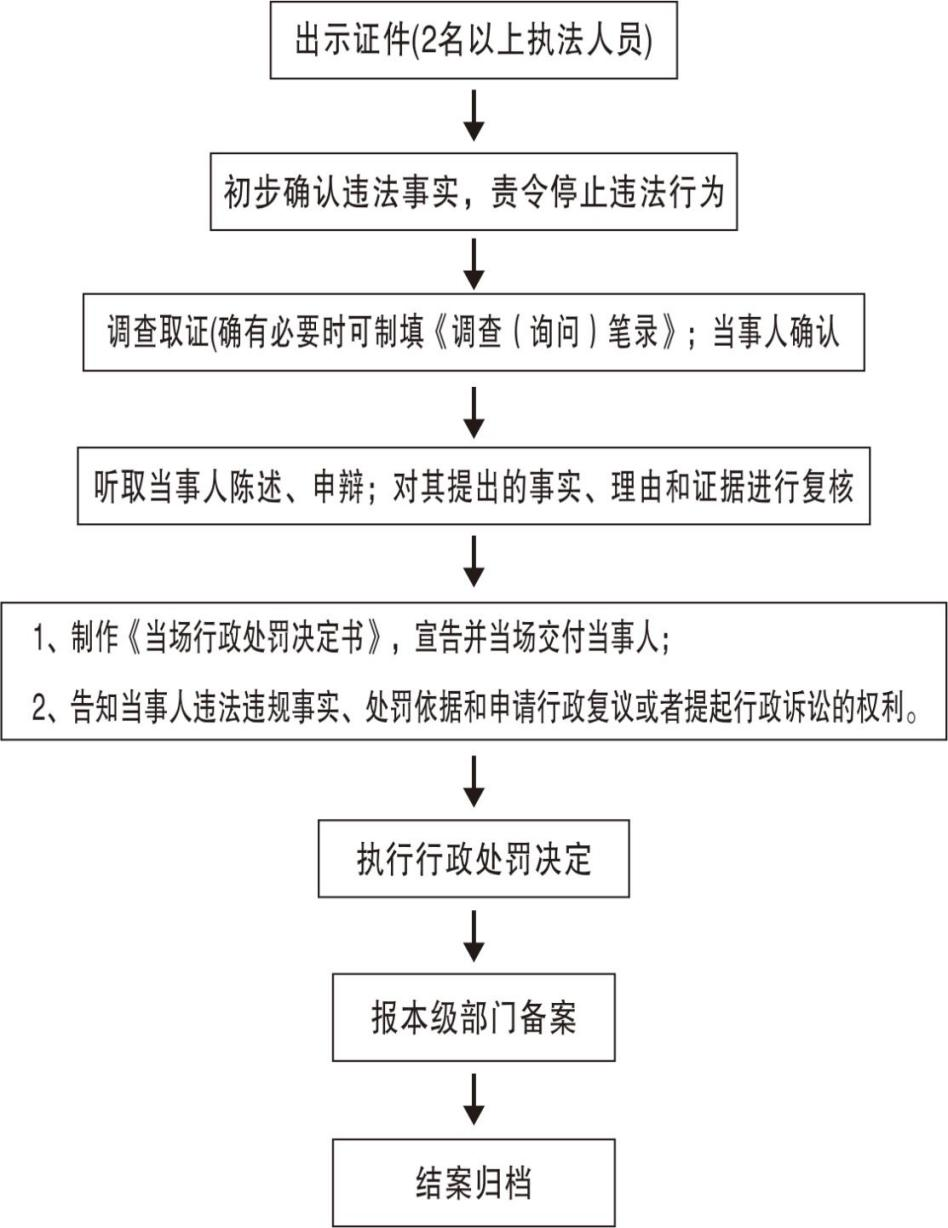 出示证件(2名以上执法人员)
初步确认违法事实，责令停止违法行为
调查取证(确有必要时可制填《调查（询问）笔录》；当事人确认
听取当事人陈述、申辩；对其提出的事实、理由和证据进行复核
1、制作《当场行政处罚决定书》，宣告并当场交付当事人；
2、告知当事人违法违规事实、处罚依据和申请行政复议或者提起行政诉讼的权利。
执行行政处罚决定
报本级部门备案
结案归档